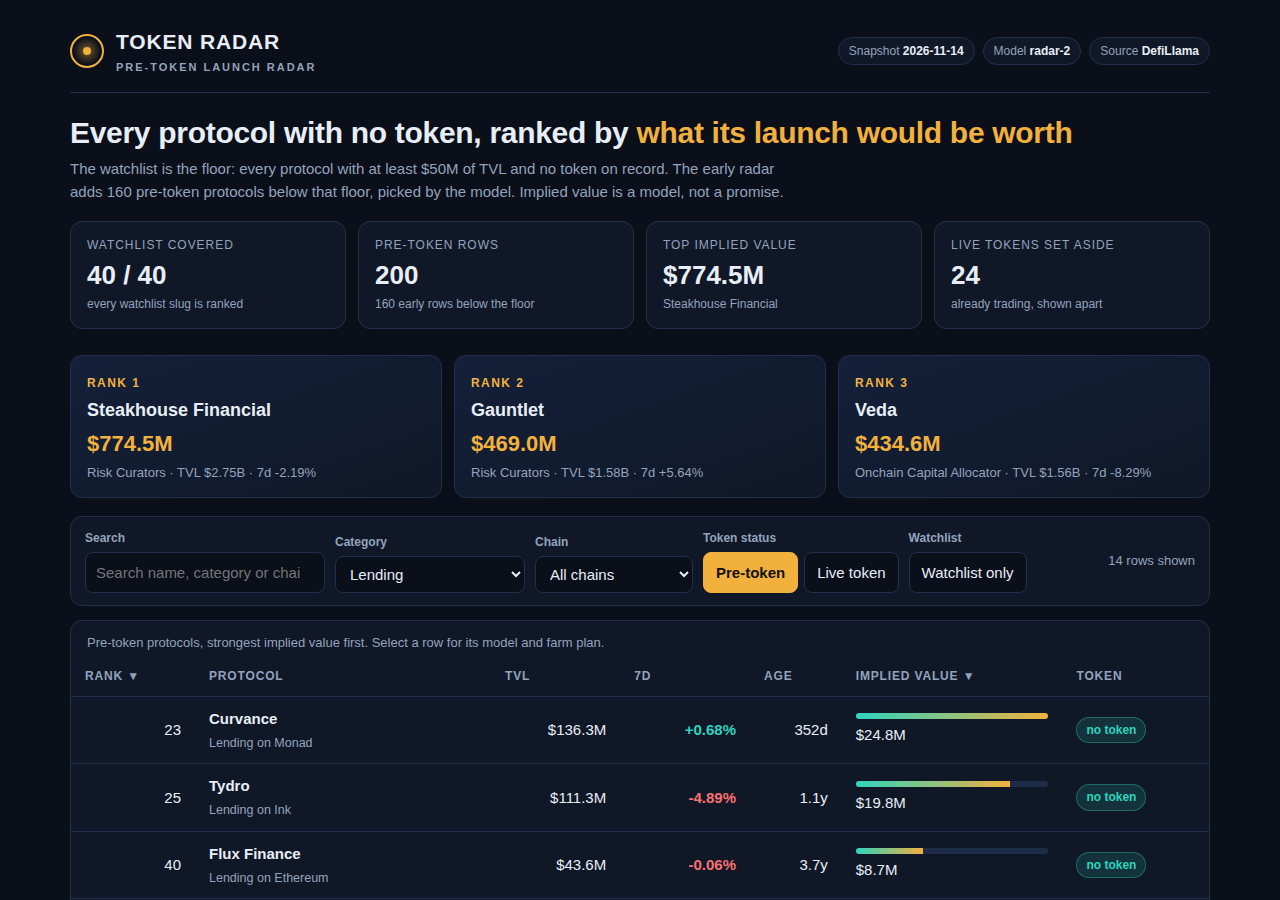 TOKEN RADAR
PRE-TOKEN LAUNCH RADAR
Snapshot 2026-11-14
Model radar-2
Source DefiLlama
Every protocol with no token, ranked by what its launch would be worth
The watchlist is the floor: every protocol with at least $50M of TVL and no token on record. The early radar
adds 160 pre-token protocols below that floor, picked by the model. Implied value is a model, not a promise.
WATCHLIST COVERED
40 / 40
every watchlist slug is ranked
PRE-TOKEN ROWS
200
160 early rows below the floor
TOP IMPLIED VALUE
$774.5M
Steakhouse Financial
LIVE TOKENS SET ASIDE
24
already trading, shown apart
RANK 1
Steakhouse Financial
$774.5M
Risk Curators · TVL $2.75B · 7d -2.19%
RANK 2
Gauntlet
$469.0M
Risk Curators · TVL $1.58B · 7d +5.64%
RANK 3
Veda
$434.6M
Onchain Capital Allocator · TVL $1.56B · 7d -8.29%
Search
Search name, category or chai
Category
Lending
Chain
All chains
Token status
Pre-token
Live token
Watchlist
Watchlist only
14 rows shown
Pre-token protocols, strongest implied value first. Select a row for its model and farm plan.
RANK ▼ PROTOCOL TVL 7D AGE IMPLIED VALUE ▼ TOKEN
23 Curvance $136.3M +0.68% 352d $24.8M no token
Lending on Monad
25 Tydro $111.3M -4.89% 1.1y $19.8M no token
Lending on Ink
40 Flux Finance $43.6M -0.06% 3.7y $8.7M no token
Lending on Ethereum